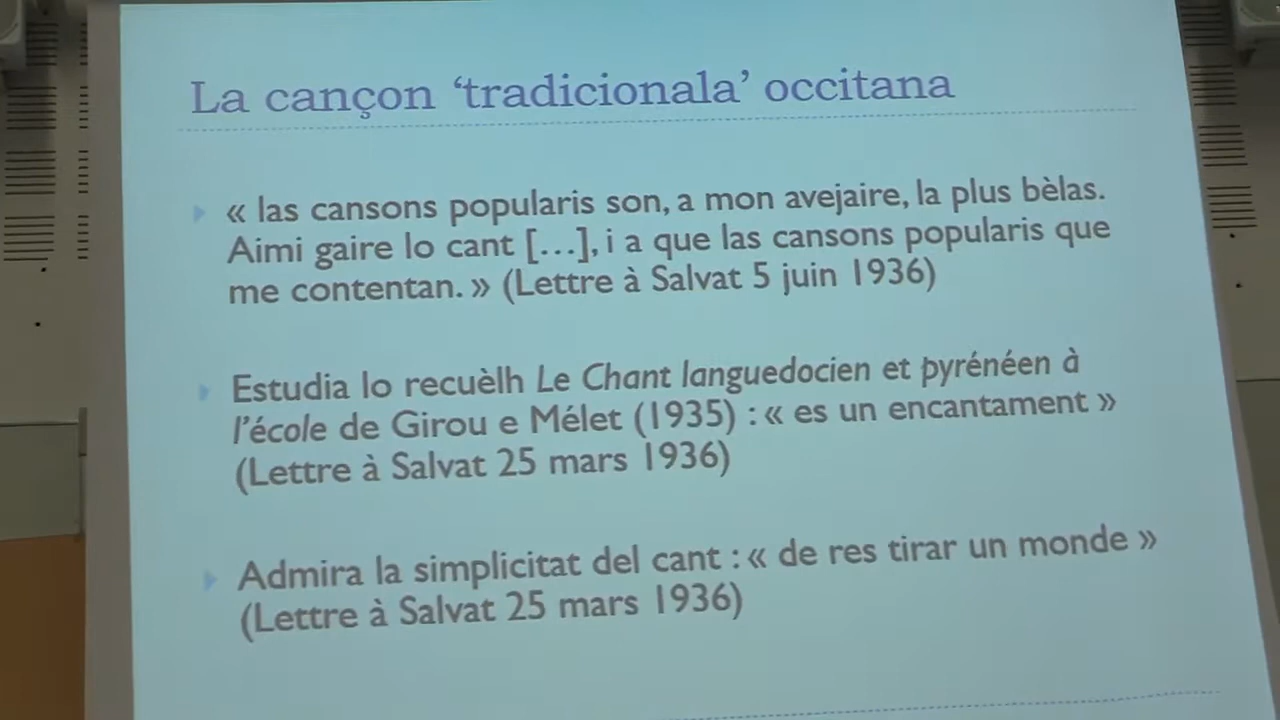 La cançon ‘tradicionala’ occitana
« las cansons popularis son, a mon avejaire, la plus bèlas.
Aimi gaire lo cant […], i a que las cansons popularis que
me contentan. » (Lettre à Salvat 5 juin 1936)
Estudia lo recuèlh Le Chant languedocien et pyrénéen à
l’école de Girou e Mélet (1935) : « es un encantament »
(Lettre à Salvat 25 mars 1936)
Admira la simplicitat del cant : « de res tirar un monde »
(Lettre à Salvat 25 mars 1936)